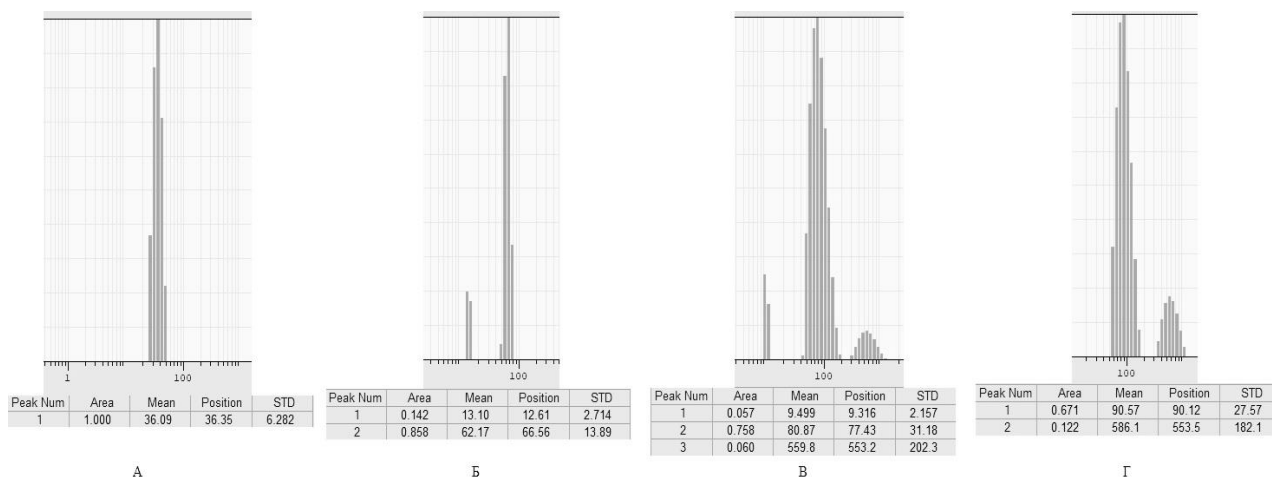 1 100
Peak Num Area Mean Position STD
1 1.000 36.09 36.35 6.282
А
100
Peak Num Area Mean Position STD
1 0.142 13.10 12.61 2.714
2 0.858 62.17 66.56 13.89
Б
100
Peak Num Area Mean Position STD
1 0.057 9.499 9.316 2.157
2 0.758 80.87 77.43 31.18
3 0.060 559.8 553.2 202.3
В
100
Peak Num Area Mean Position STD
1 0.671 90.57 90.12 27.57
2 0.122 586.1 553.5 182.1
Г